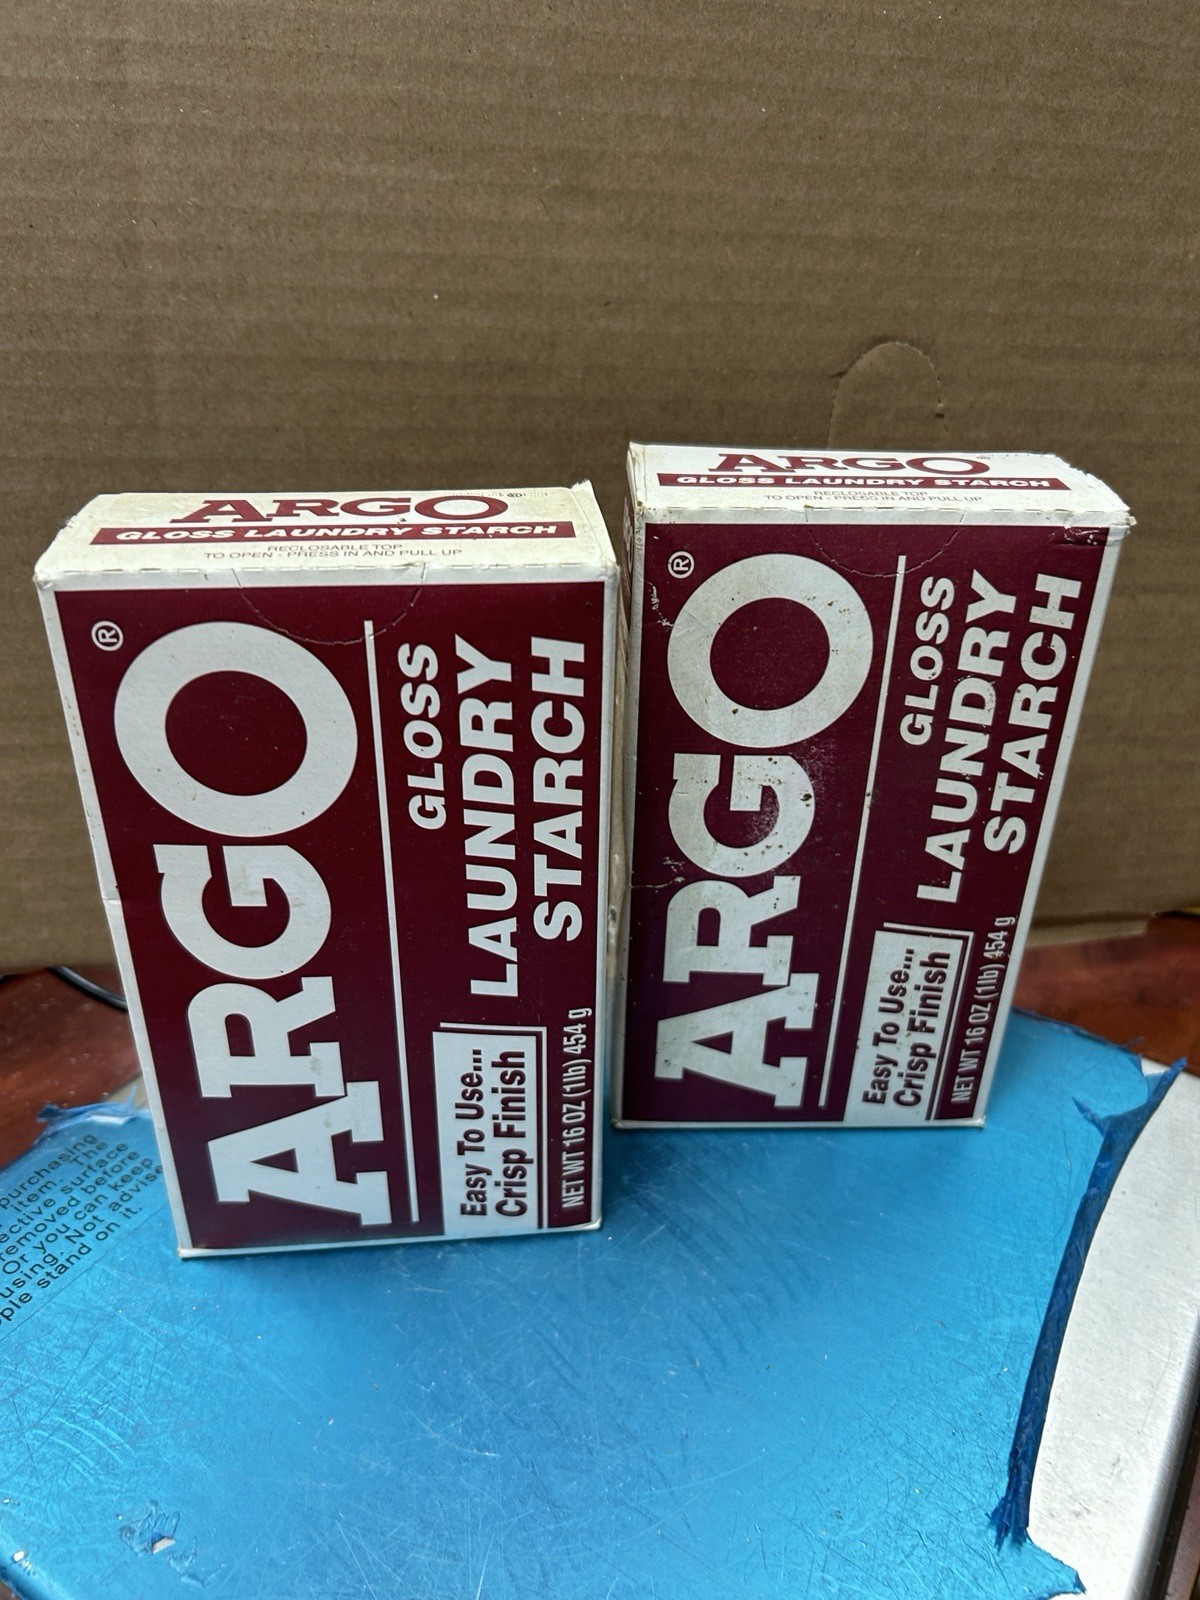 ARGO
GLOSS LAUNDRY STARCH
RECLOSABLE TOP
TO OPEN - PRESS IN AND PULL UP
ARGO®
GLOSS
LAUNDRY
STARCH
Easy To Use...
Crisp Finish
NET WT 16 OZ (1lb) 454 g
ARGO
GLOSS LAUNDRY STARCH
RECLOSABLE TOP
TO OPEN - PRESS IN AND PULL UP
ARGO®
GLOSS
LAUNDRY
STARCH
Easy To Use...
Crisp Finish
NET WT 16 OZ (1lb) 454 g
purchasing
item. This
surface
removed before
Or you can keep
using. Not
stand on it.